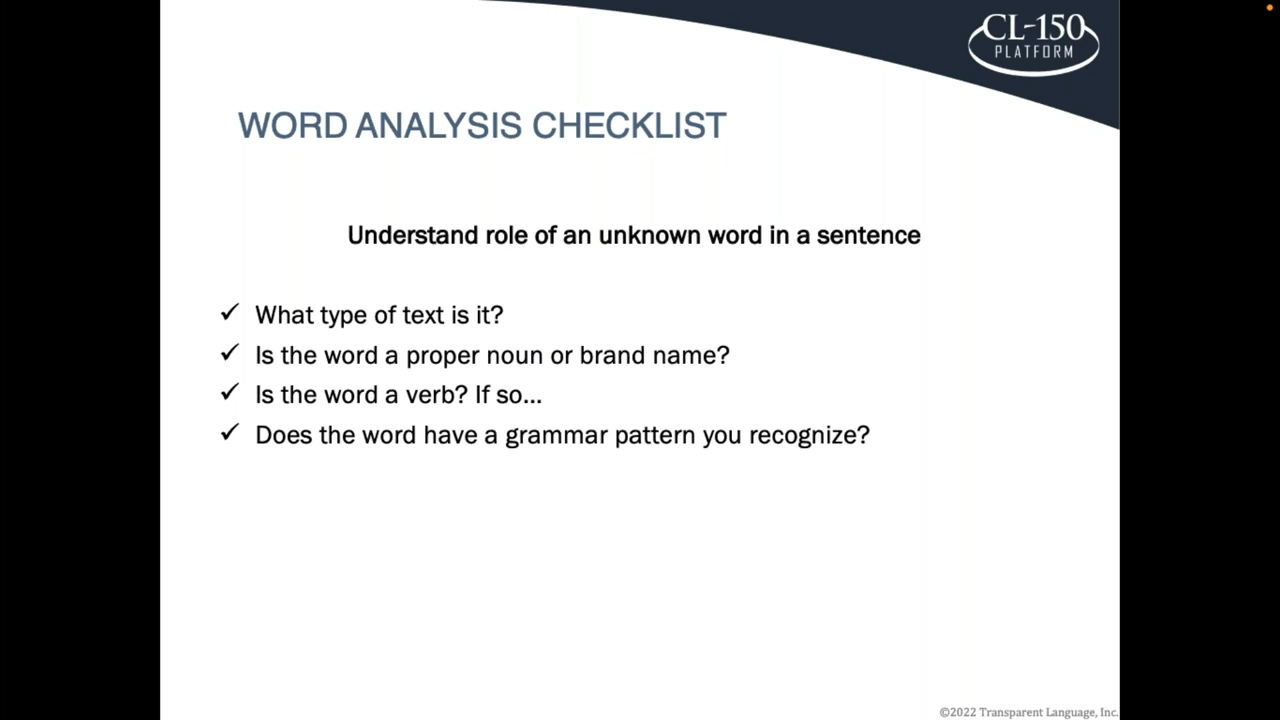 CL-150
PLATFORM
WORD ANALYSIS CHECKLIST
Understand role of an unknown word in a sentence
✓ What type of text is it?
✓ Is the word a proper noun or brand name?
✓ Is the word a verb? If so...
✓ Does the word have a grammar pattern you recognize?
©2022 Transparent Language, Inc.